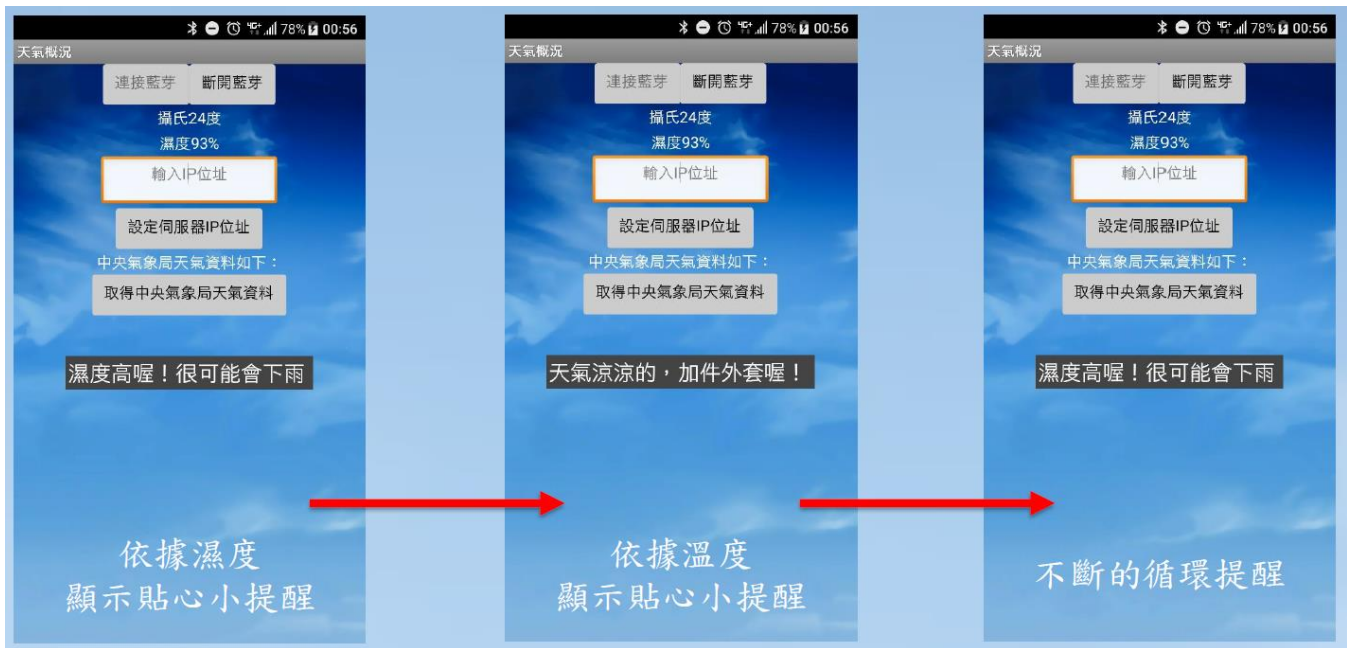 78% 00:56
天氣概況
連接藍芽 斷開藍芽
攝氏24度
濕度93%
輸入IP位址
設定伺服器IP位址
中央氣象局天氣資料如下：
取得中央氣象局天氣資料
濕度高喔！很可能會下雨
依據濕度
顯示貼心小提醒
78% 00:56
天氣概況
連接藍芽 斷開藍芽
攝氏24度
濕度93%
輸入IP位址
設定伺服器IP位址
中央氣象局天氣資料如下：
取得中央氣象局天氣資料
天氣涼涼的，加件外套喔！
依據溫度
顯示貼心小提醒
78% 00:56
天氣概況
連接藍芽 斷開藍芽
攝氏24度
濕度93%
輸入IP位址
設定伺服器IP位址
中央氣象局天氣資料如下：
取得中央氣象局天氣資料
濕度高喔！很可能會下雨
不斷的循環提醒